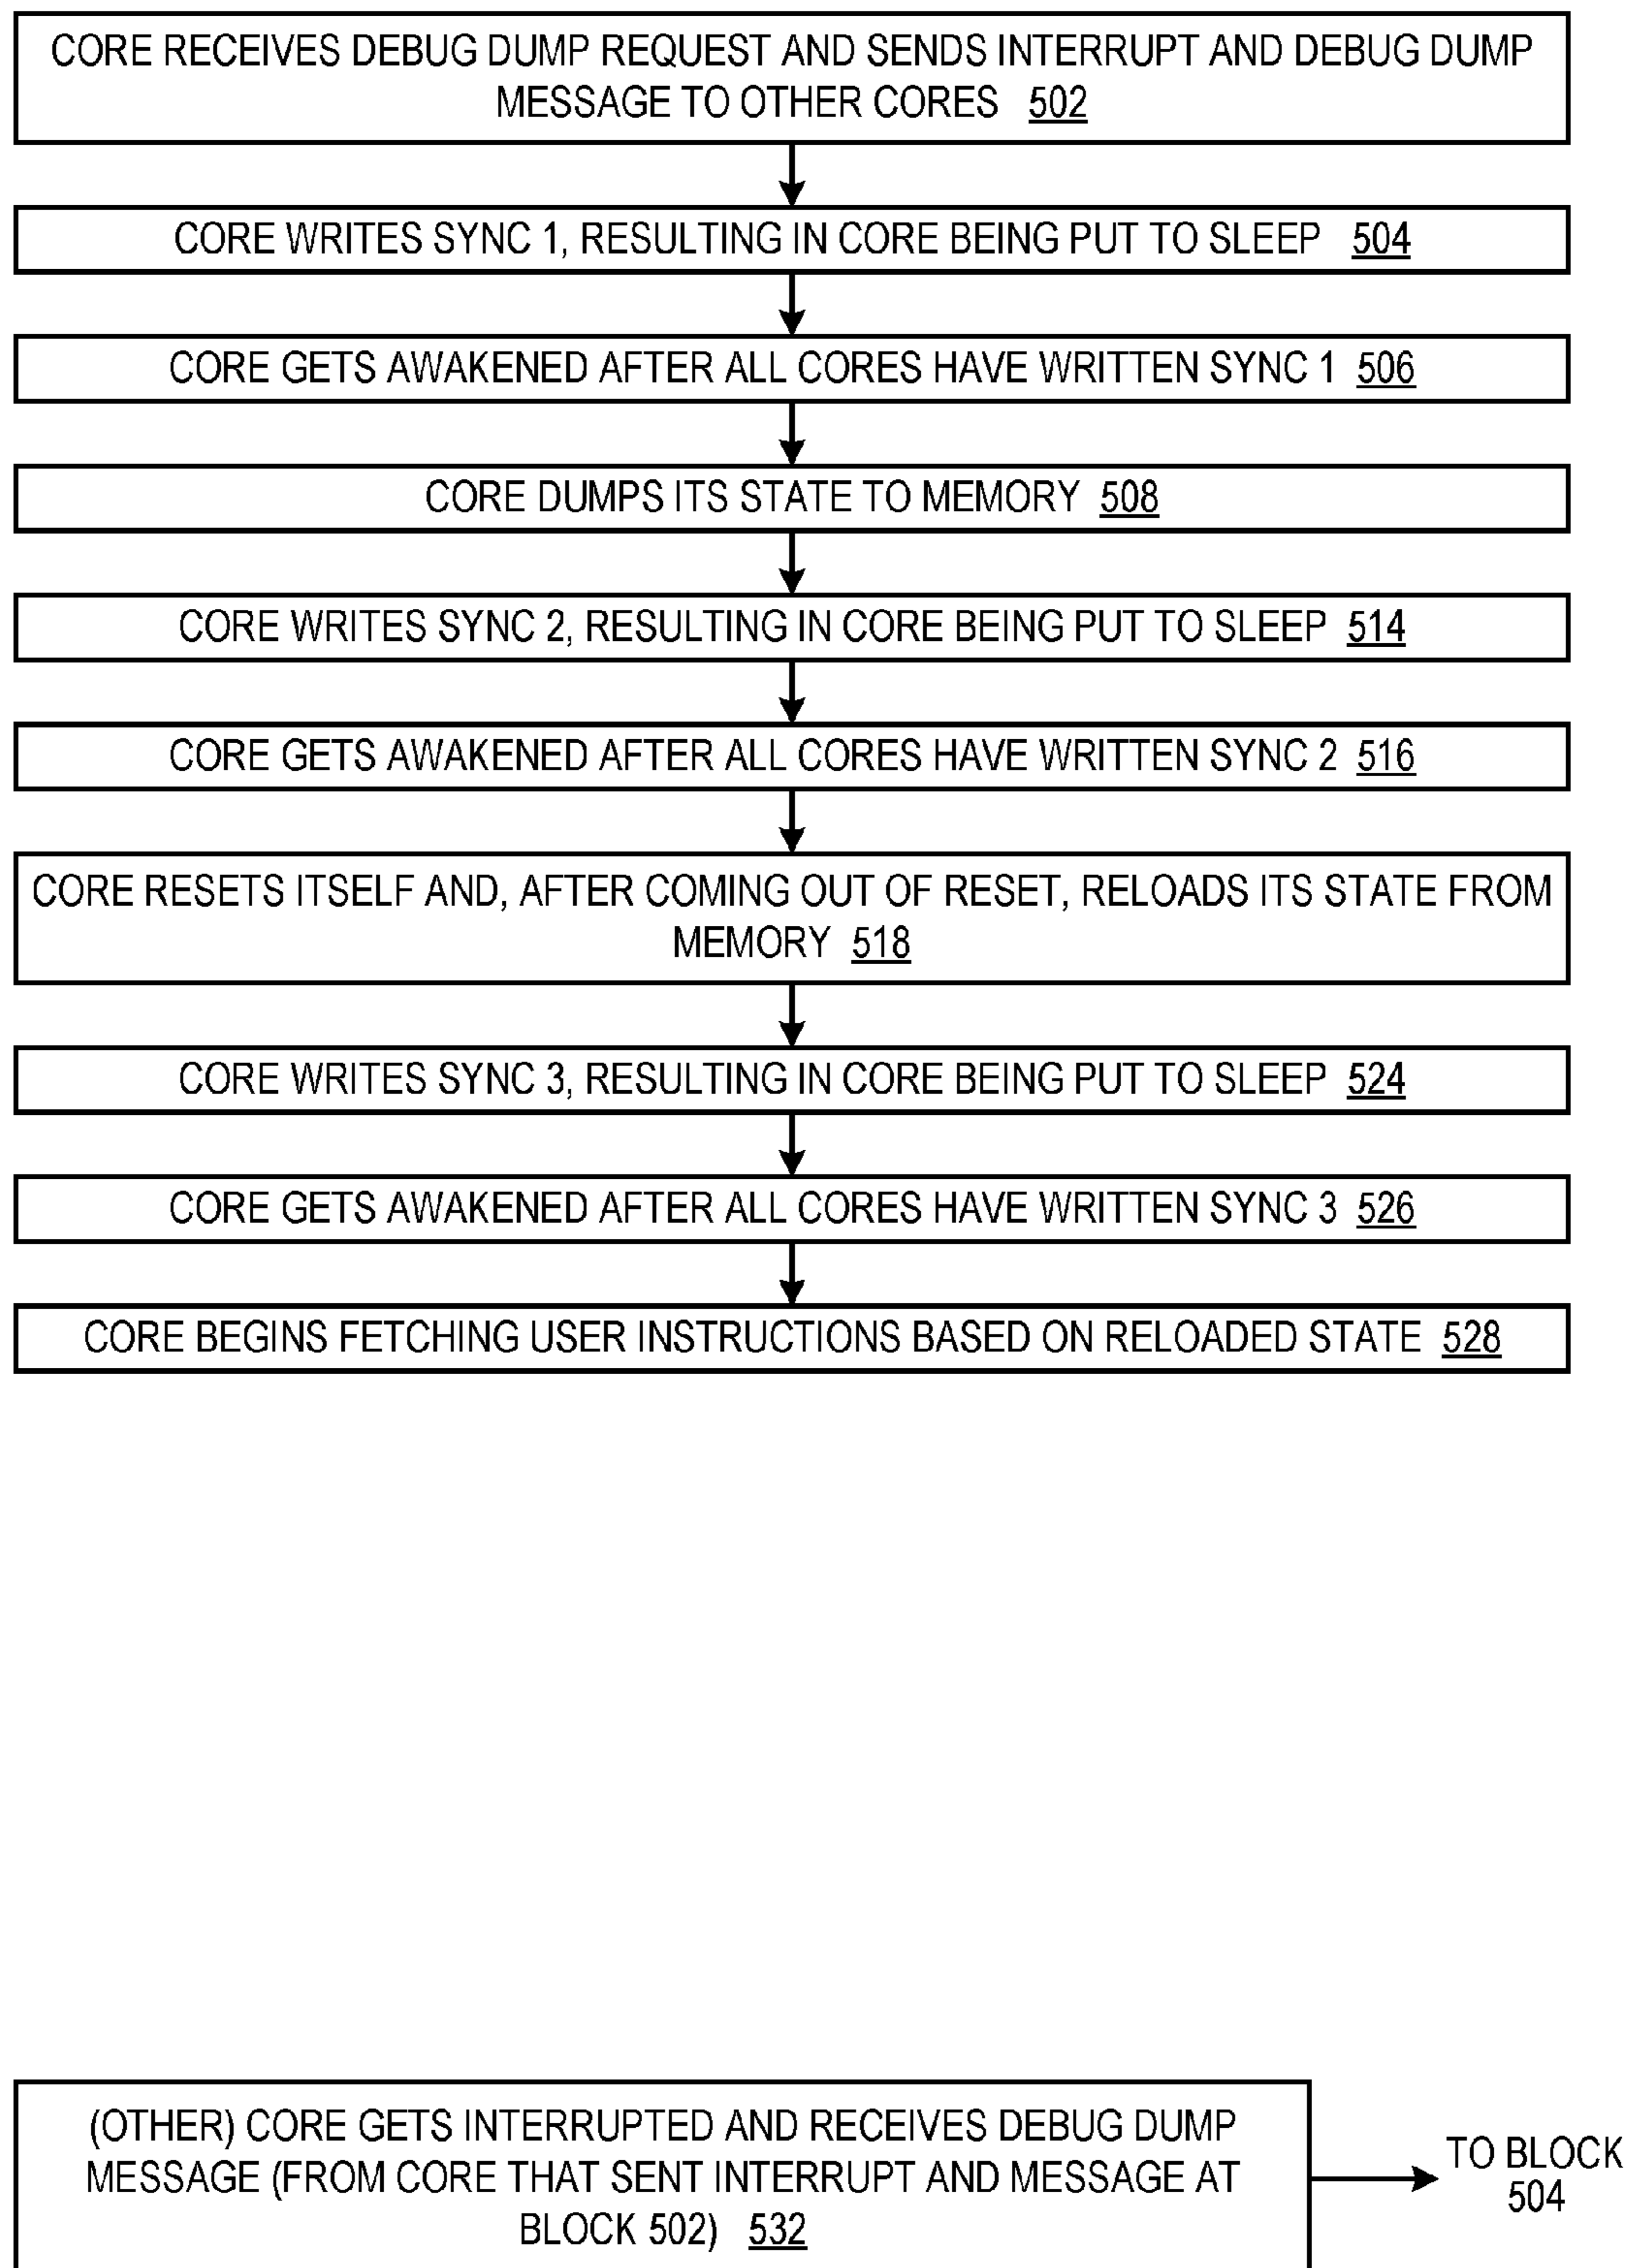 CORE RECEIVES DEBUG DUMP REQUEST AND SENDS INTERRUPT AND DEBUG DUMP
MESSAGE TO OTHER CORES 502
CORE WRITES SYNC 1, RESULTING IN CORE BEING PUT TO SLEEP 504
CORE GETS AWAKENED AFTER ALL CORES HAVE WRITTEN SYNC 1 506
CORE DUMPS ITS STATE TO MEMORY 508
CORE WRITES SYNC 2, RESULTING IN CORE BEING PUT TO SLEEP 514
CORE GETS AWAKENED AFTER ALL CORES HAVE WRITTEN SYNC 2 516
CORE RESETS ITSELF AND, AFTER COMING OUT OF RESET, RELOADS ITS STATE FROM
MEMORY 518
CORE WRITES SYNC 3, RESULTING IN CORE BEING PUT TO SLEEP 524
CORE GETS AWAKENED AFTER ALL CORES HAVE WRITTEN SYNC 3 526
CORE BEGINS FETCHING USER INSTRUCTIONS BASED ON RELOADED STATE 528
(OTHER) CORE GETS INTERRUPTED AND RECEIVES DEBUG DUMP
MESSAGE (FROM CORE THAT SENT INTERRUPT AND MESSAGE AT
BLOCK 502) 532
TO BLOCK
504